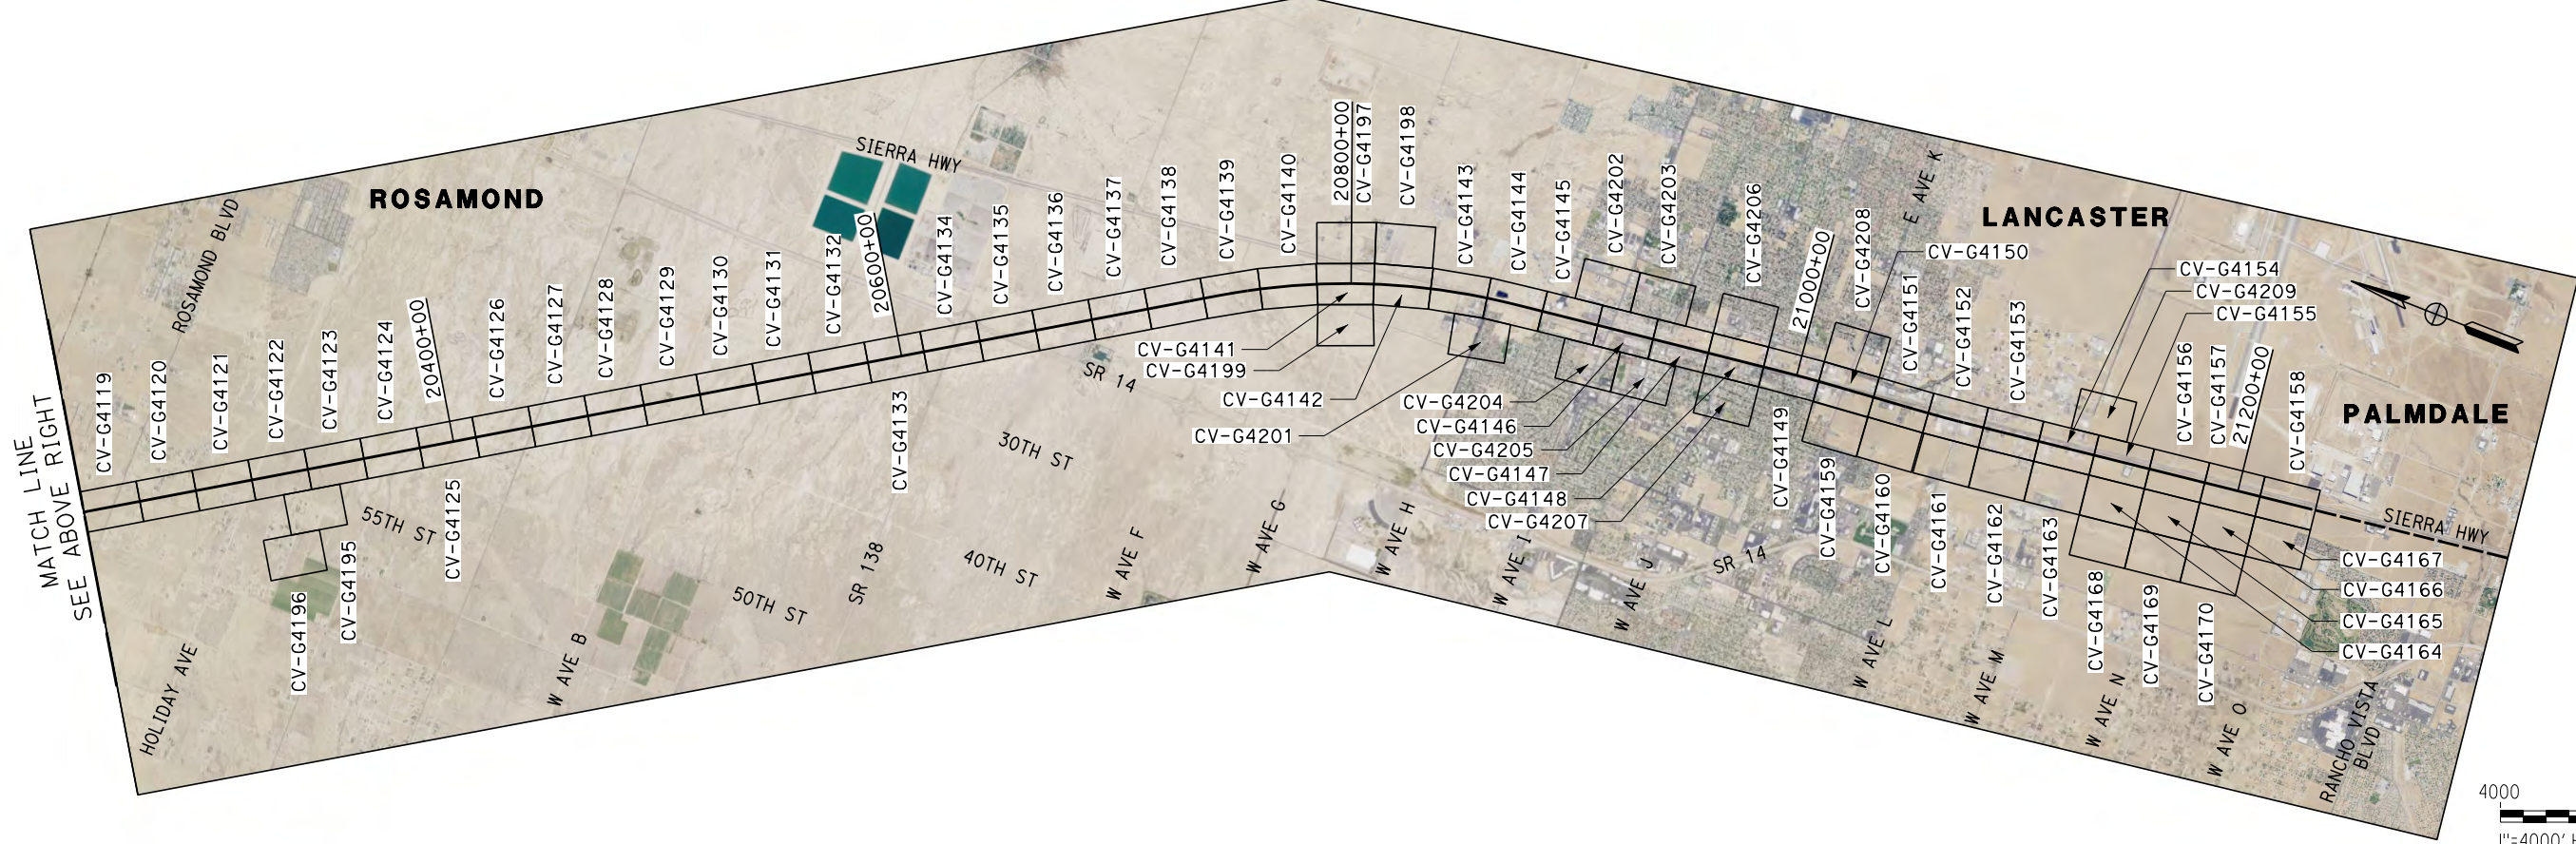 MATCH LINE
SEE ABOVE RIGHT
ROSAMOND
LANCASTER
PALMDALE
ROSAMOND BLVD
SIERRA HWY
E AVE K
CV-G4119
CV-G4120
CV-G4121
CV-G4122
CV-G4123
CV-G4124
20400+00
CV-G4126
CV-G4127
CV-G4128
CV-G4129
CV-G4130
CV-G4131
CV-G4132
20600+00
CV-G4134
CV-G4135
CV-G4136
CV-G4137
CV-G4138
CV-G4139
CV-G4140
20800+00
CV-G4197
CV-G4198
CV-G4143
CV-G4144
CV-G4145
CV-G4202
CV-G4203
CV-G4206
21000+00
CV-G4208
CV-G4150
CV-G4151
CV-G4152
CV-G4153
CV-G4154
CV-G4209
CV-G4155
CV-G4156
CV-G4157
21200+00
CV-G4158
CV-G4141
CV-G4199
CV-G4142
CV-G4201
CV-G4204
CV-G4146
CV-G4205
CV-G4147
CV-G4148
CV-G4207
CV-G4149
CV-G4159
CV-G4160
CV-G4161
CV-G4162
CV-G4163
CV-G4168
CV-G4169
CV-G4170
CV-G4167
CV-G4166
CV-G4165
CV-G4164
CV-G4133
CV-G4125
CV-G4195
CV-G4196
55TH ST
HOLIDAY AVE
W AVE B
50TH ST
SR 138
40TH ST
30TH ST
SR 14
W AVE F
W AVE G
W AVE H
W AVE I
W AVE J
SR 14
W AVE L
W AVE M
W AVE N
W AVE O
RANCHO VISTA
BLVD
SIERRA HWY
4000
1"=4000'